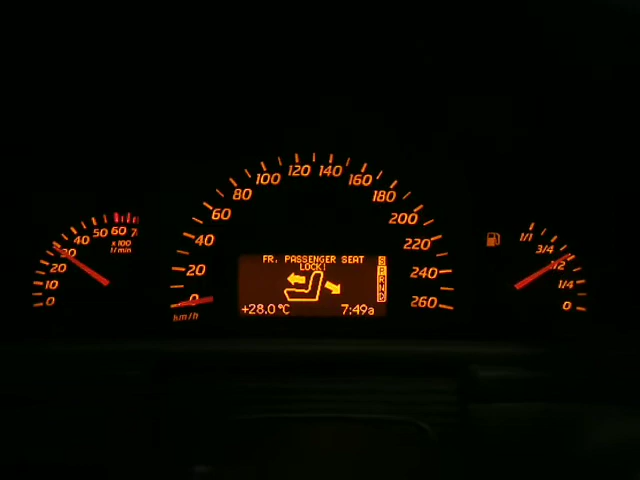 0
10
20
30
40
50
60
x 100
1/min
0
20
40
60
80
100
120
140
160
180
200
220
240
260
km/h
FR. PASSENGER SEAT
LOCK!
S
P
R
N
D
+28.0°C
7:49a
1/1
3/4
1/2
1/4
0